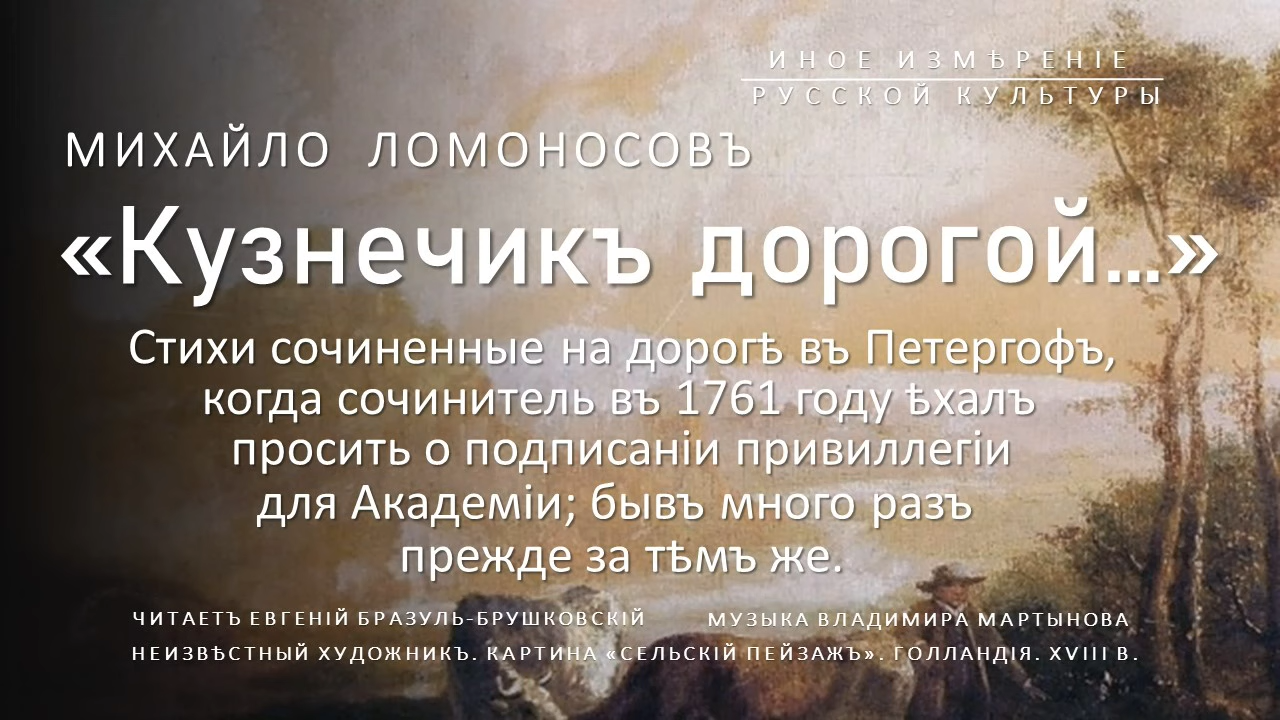 ИНОЕ ИЗМѢРЕНІЕ
РУССКОЙ КУЛЬТУРЫ
МИХАЙЛО ЛОМОНОСОВЪ
«Кузнечикъ дорогой...»
Стихи сочиненные на дорогѣ въ Петергофъ,
когда сочинитель въ 1761 году ѣхалъ
просить о подписаніи привиллегіи
для Академіи; бывъ много разъ
прежде за тѣмъ же.
ЧИТАЕТЪ ЕВГЕНІЙ БРАЗУЛЬ-БРУШКОВСКІЙ МУЗЫКА ВЛАДИМИРА МАРТЫНОВА
НЕИЗВѢСТНЫЙ ХУДОЖНИКЪ. КАРТИНА «СЕЛЬСКІЙ ПЕЙЗАЖЪ». ГОЛЛАНДІЯ. XVIII В.